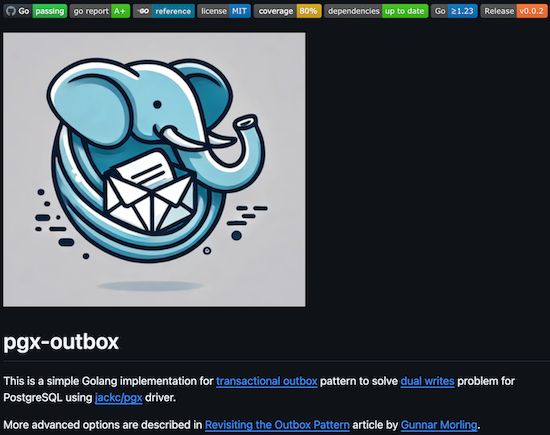 Go passing go report A+ GO reference license MIT coverage 80% dependencies up to date Go ≥1.23 Release v0.0.2
pgx-outbox
This is a simple Golang implementation for transactional outbox pattern to solve dual writes problem for
PostgreSQL using jackc/pgx driver.
More advanced options are described in Revisiting the Outbox Pattern article by Gunnar Morling.